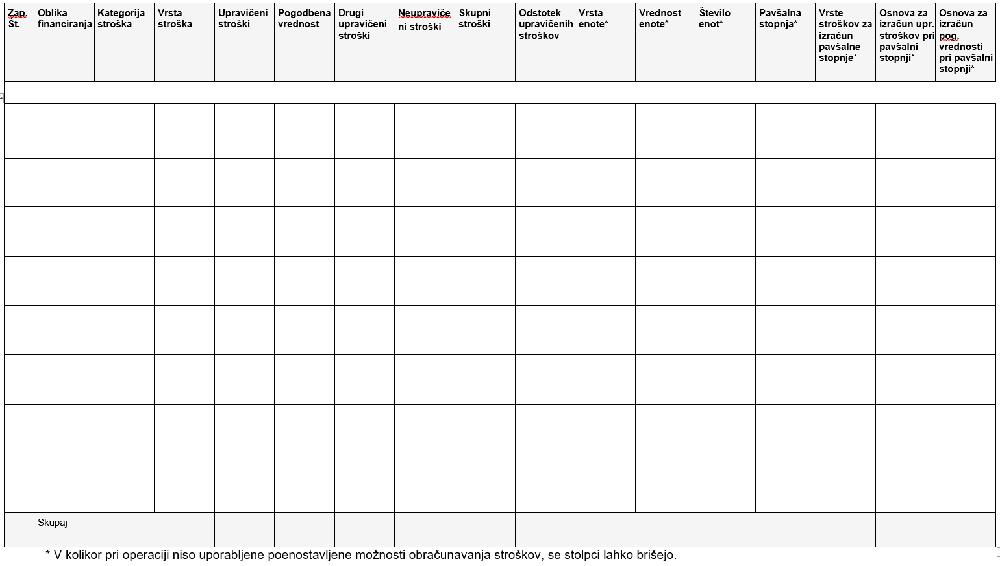 Zap.
Št.
Oblika
financiranja
Kategorija
stroška
Vrsta
stroška
Upravičeni
stroški
Pogodbena
vrednost
Drugi
upravičeni
stroški
Neupraviče
ni stroški
Skupni
stroški
Odstotek
upravičenih
stroškov
Vrsta
enote*
Vrednost
enote*
Število
enot*
Pavšalna
stopnja*
Vrste
stroškov za
izračun
pavšalne
stopnje*
Osnova za
izračun upr.
stroškov pri
pavšalni
stopnji*
Osnova za
izračun
pog.
vrednosti
pri pavšalni
stopnji*
Skupaj
* V kolikor pri operaciji niso uporabljene poenostavljene možnosti obračunavanja stroškov, se stolpci lahko brišejo.